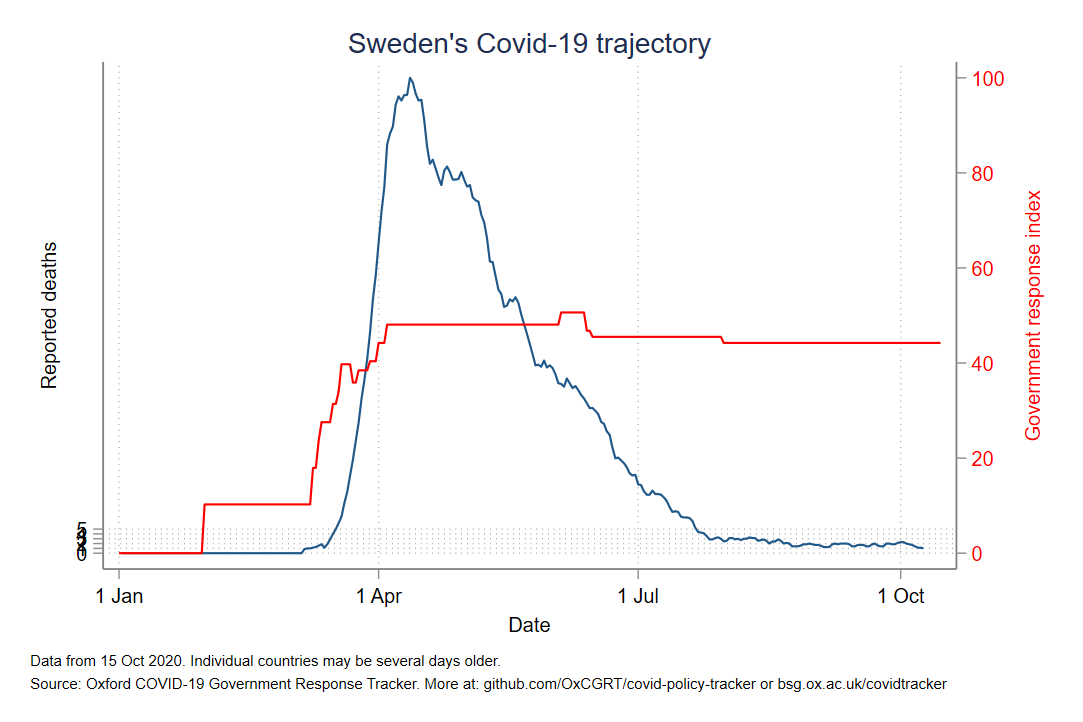 Sweden's Covid-19 trajectory
100
80
60
40
20
0
Government response index
Reported deaths
5
0
1 Jan
1 Apr
1 Jul
1 Oct
Date
Data from 15 Oct 2020. Individual countries may be several days older.
Source: Oxford COVID-19 Government Response Tracker. More at: github.com/OxCGRT/covid-policy-tracker or bsg.ox.ac.uk/covidtracker